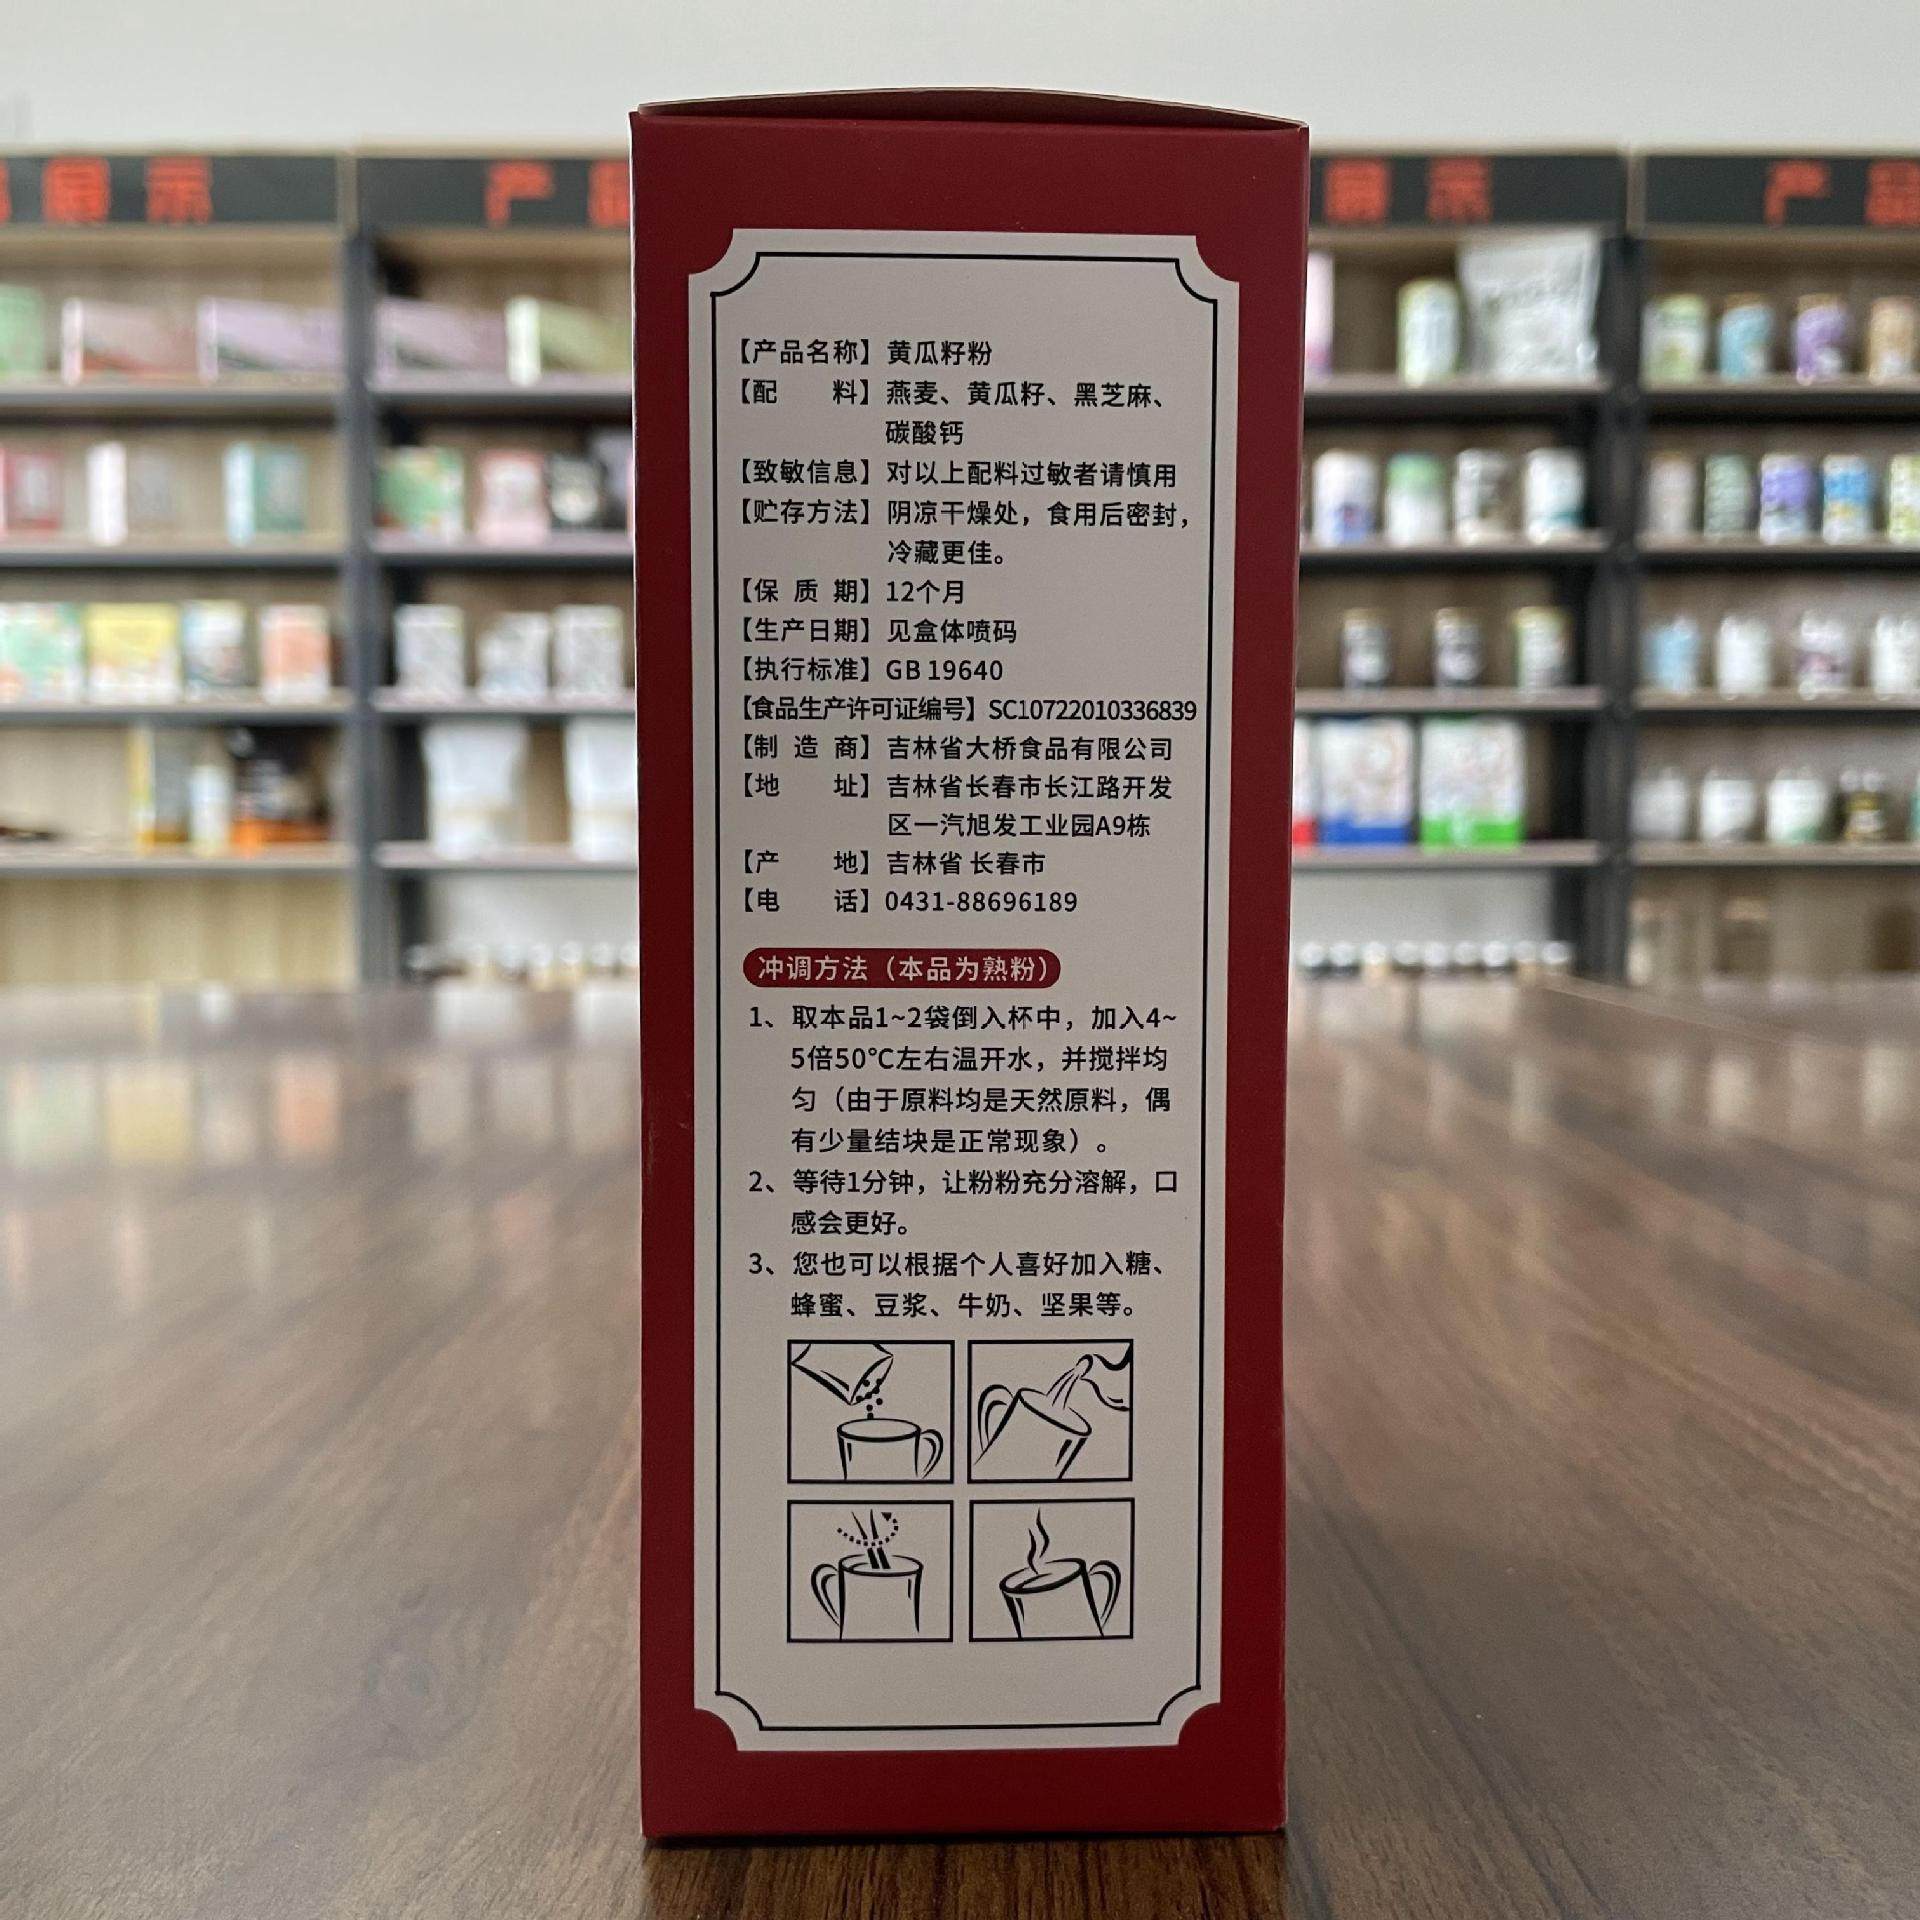 展示
产品
展示
产品
【产品名称】黄瓜籽粉
【配 料】燕麦、黄瓜籽、黑芝麻、
碳酸钙
【致敏信息】对以上配料过敏者请慎用
【贮存方法】阴凉干燥处，食用后密封，
冷藏更佳。
【保 质 期】12个月
【生产日期】见盒体喷码
【执行标准】GB 19640
【食品生产许可证编号】SC10722010336839
【制 造 商】吉林省大桥食品有限公司
【地 址】吉林省长春市长江路开发
区一汽旭发工业园A9栋
【产 地】吉林省 长春市
【电 话】0431-88696189
冲调方法（本品为熟粉）
1、取本品1~2袋倒入杯中，加入4~
5倍50℃左右温开水，并搅拌均
匀（由于原料均是天然原料，偶
有少量结块是正常现象）。
2、等待1分钟，让粉粉充分溶解，口
感会更好。
3、您也可以根据个人喜好加入糖、
蜂蜜、豆浆、牛奶、坚果等。